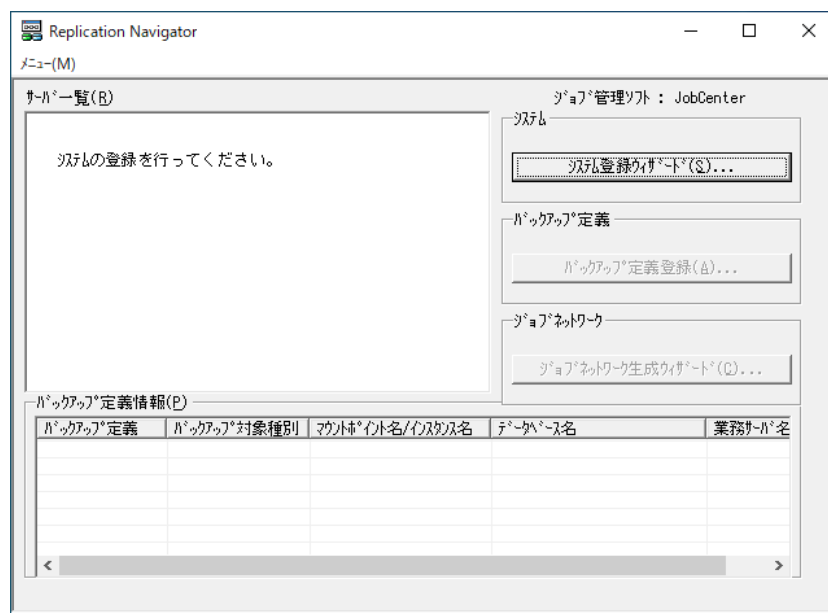 Replication Navigator
ﾒﾆｭｰ(M)
ｻｰﾊﾞ一覧(R)
ｼﾞｮﾌﾞ管理ｿﾌﾄ : JobCenter
ｼｽﾃﾑ
ｼｽﾃﾑの登録を行ってください。
ｼｽﾃﾑ登録ｳｨｻﾞｰﾄﾞ(S)...
ﾊﾞｯｸｱｯﾌﾟ定義
ﾊﾞｯｸｱｯﾌﾟ定義登録(A)...
ｼﾞｮﾌﾞﾈｯﾄﾜｰｸ
ｼﾞｮﾌﾞﾈｯﾄﾜｰｸ生成ｳｨｻﾞｰﾄﾞ(C)...
ﾊﾞｯｸｱｯﾌﾟ定義情報(P)
ﾊﾞｯｸｱｯﾌﾟ定義 ﾊﾞｯｸｱｯﾌﾟ対象種別 ﾏｳﾝﾄﾎﾟｲﾝﾄ名/ｲﾝｽﾀﾝｽ名 ﾃﾞｰﾀﾍﾞｰｽ名 業務ｻｰﾊﾞ名